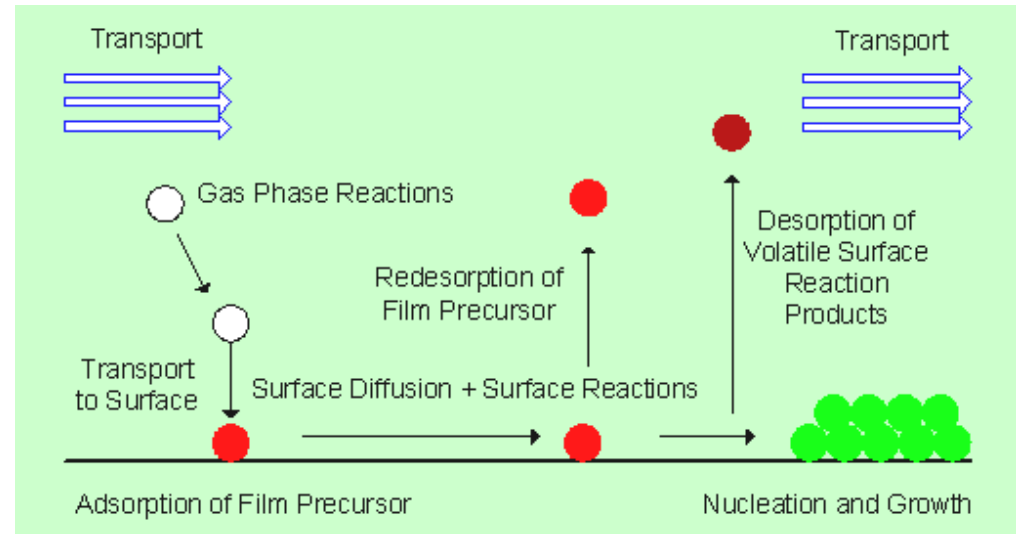 Transport
Transport
Gas Phase Reactions
Desorption of
Volatile Surface
Reaction
Products
Redesorption of
Film Precursor
Transport
to Surface
Surface Diffusion + Surface Reactions
Adsorption of Film Precursor
Nucleation and Growth